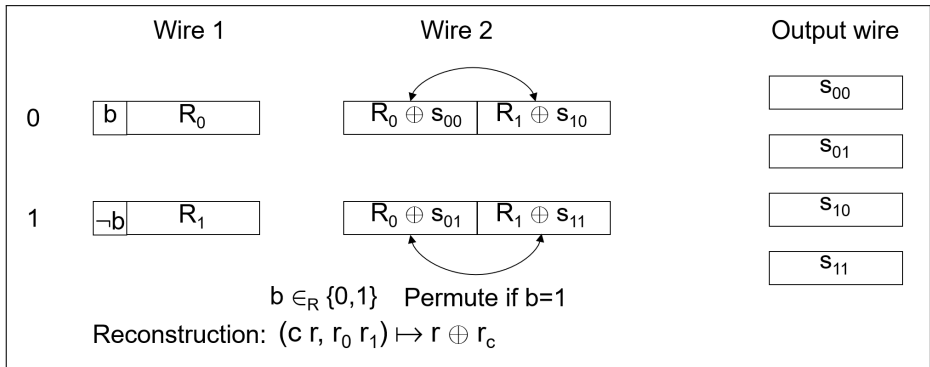 Wire 1 Wire 2 Output wire
0 b R₀ R₀ ⊕ s₀₀ R₁ ⊕ s₁₀ s₀₀
s₀₁
1 ¬b R₁ R₀ ⊕ s₀₁ R₁ ⊕ s₁₁ s₁₀
s₁₁
b ∈R {0,1} Permute if b=1
Reconstruction: (c r, r₀ r₁) ↦ r ⊕ r꜀